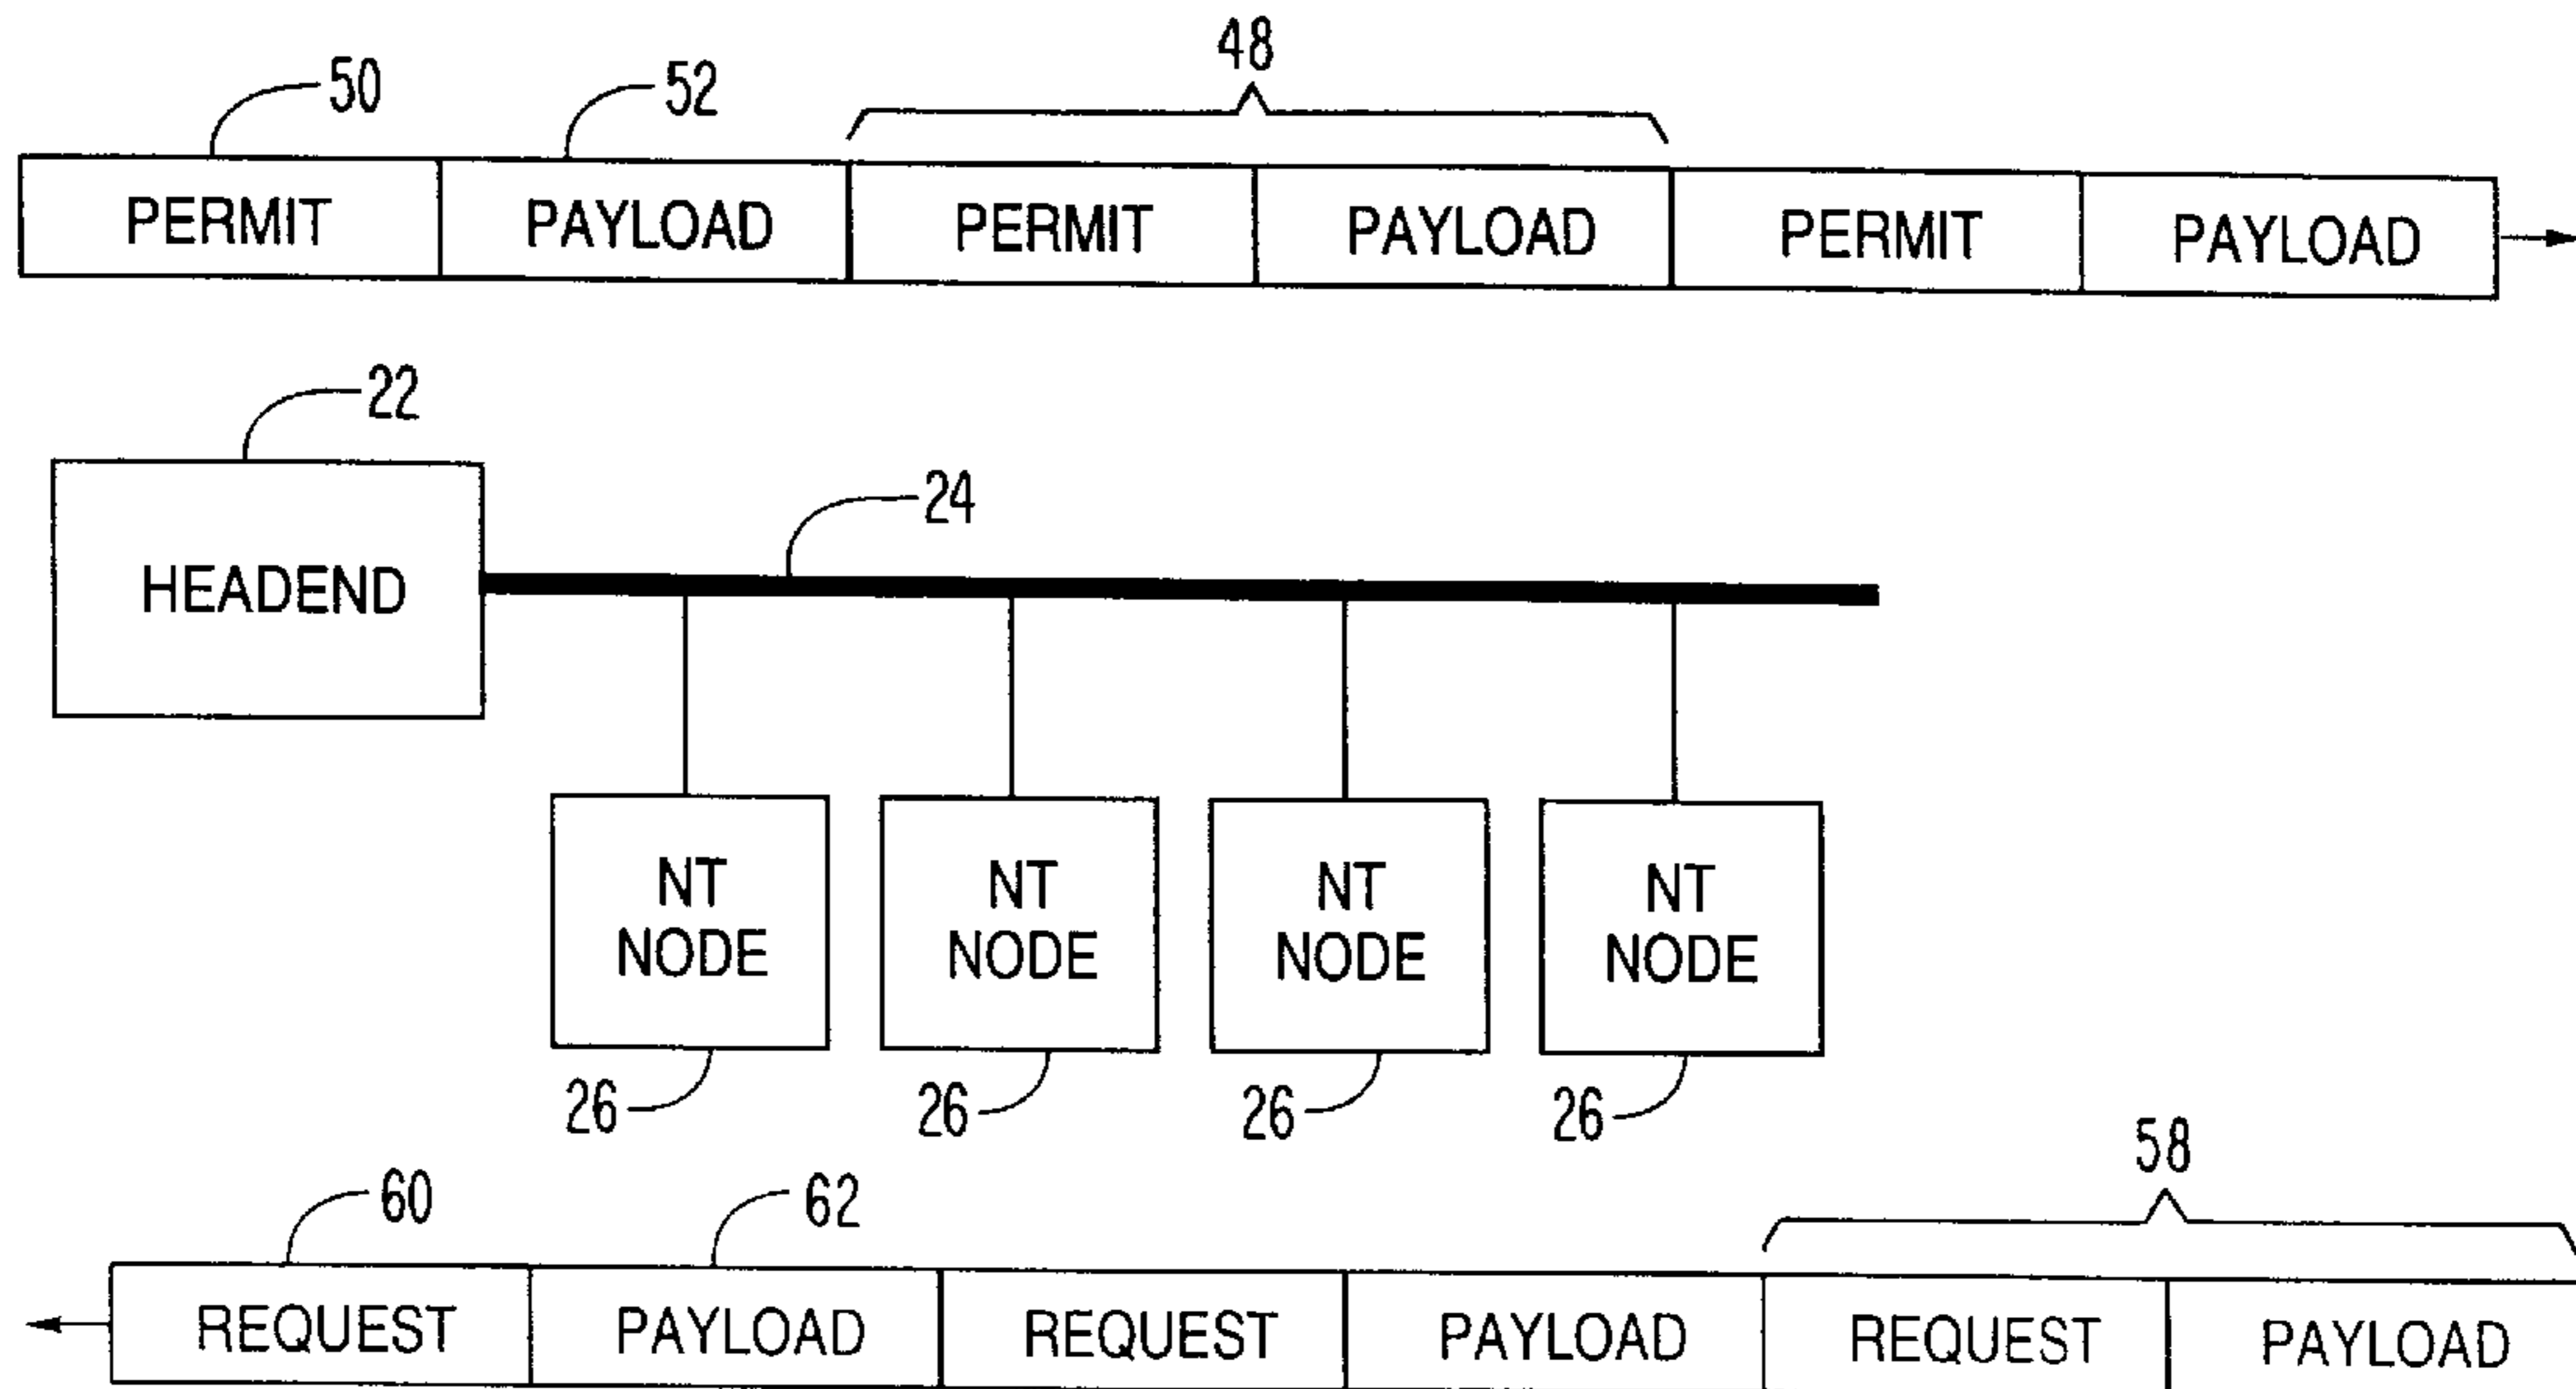 48
50
52
PERMIT PAYLOAD PERMIT PAYLOAD PERMIT PAYLOAD
22
24
HEADEND
NT NODE
NT NODE
NT NODE
NT NODE
26 26 26 26
58
60
62
REQUEST PAYLOAD REQUEST PAYLOAD REQUEST PAYLOAD